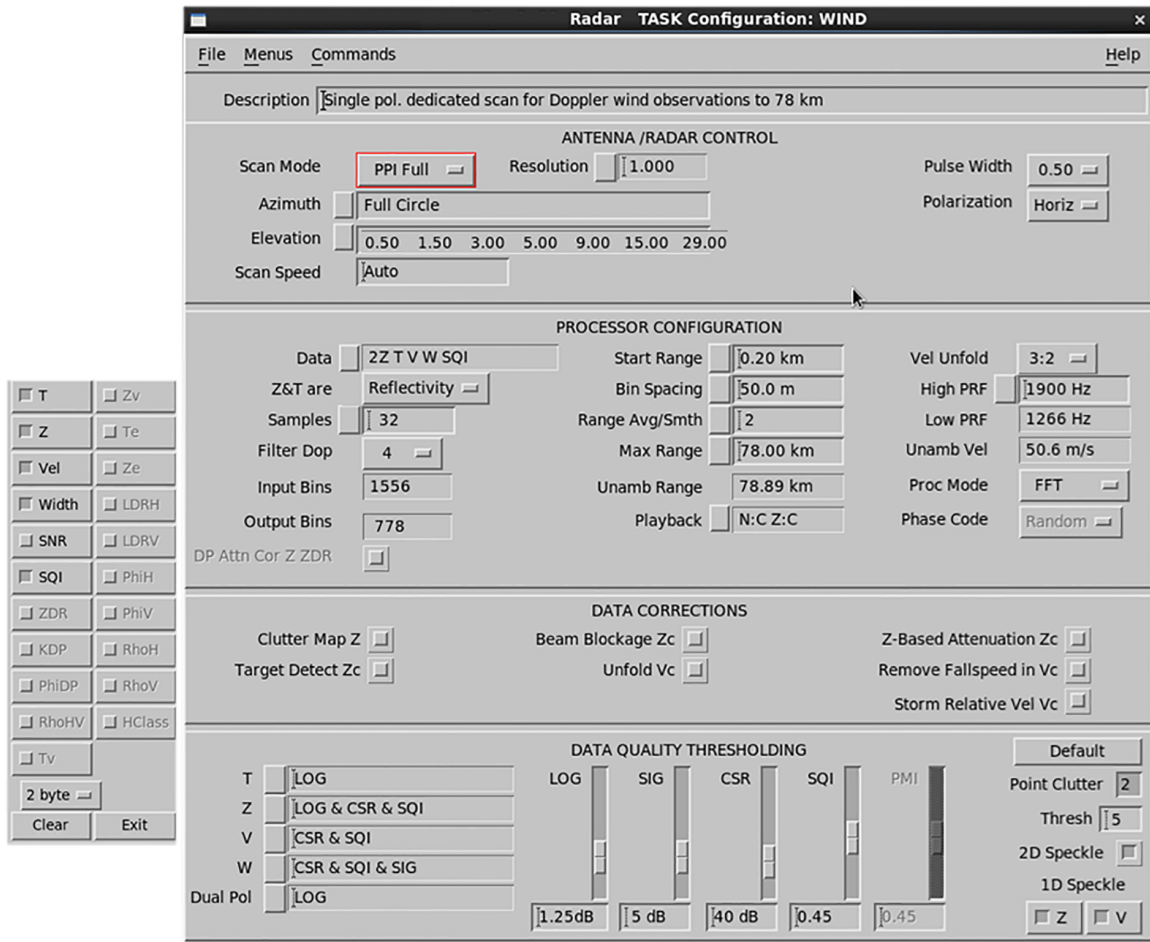 Radar TASK Configuration: WIND
File Menus Commands Help
Description Single pol. dedicated scan for Doppler wind observations to 78 km
ANTENNA /RADAR CONTROL
Scan Mode PPI Full Resolution 1.000 Pulse Width 0.50
Azimuth Full Circle Polarization Horiz
Elevation 0.50 1.50 3.00 5.00 9.00 15.00 29.00
Scan Speed Auto
PROCESSOR CONFIGURATION
Data 2Z T V W SQI Start Range 0.20 km Vel Unfold 3:2
Z&T are Reflectivity Bin Spacing 50.0 m High PRF 1900 Hz
Samples 32 Range Avg/Smth 2 Low PRF 1266 Hz
Filter Dop 4 Max Range 78.00 km Unamb Vel 50.6 m/s
Input Bins 1556 Unamb Range 78.89 km Proc Mode FFT
Output Bins 778 Playback N:C Z:C Phase Code Random
DP Attn Cor Z ZDR
DATA CORRECTIONS
Clutter Map Z Beam Blockage Zc Z-Based Attenuation Zc
Target Detect Zc Unfold Vc Remove Fallspeed in Vc
Storm Relative Vel Vc
DATA QUALITY THRESHOLDING Default
T LOG LOG SIG CSR SQI PMI Point Clutter 2
Z LOG & CSR & SQI Thresh 5
V CSR & SQI 2D Speckle
W CSR & SQI & SIG 1D Speckle
Dual Pol LOG 1.25dB 5 dB 40 dB 0.45 0.45 Z V
T Zv
Z Te
Vel Ze
Width LDRH
SNR LDRV
SQI PhiH
ZDR PhiV
KDP RhoH
PhiDP RhoV
RhoHV HClass
Tv
2 byte
Clear Exit